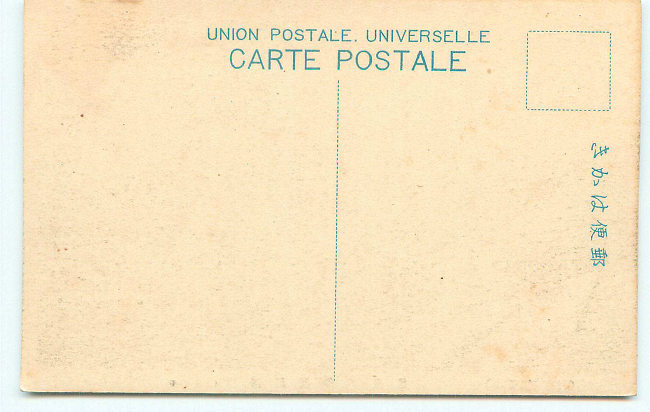 UNION POSTALE. UNIVERSELLE
CARTE POSTALE
郵便はかき